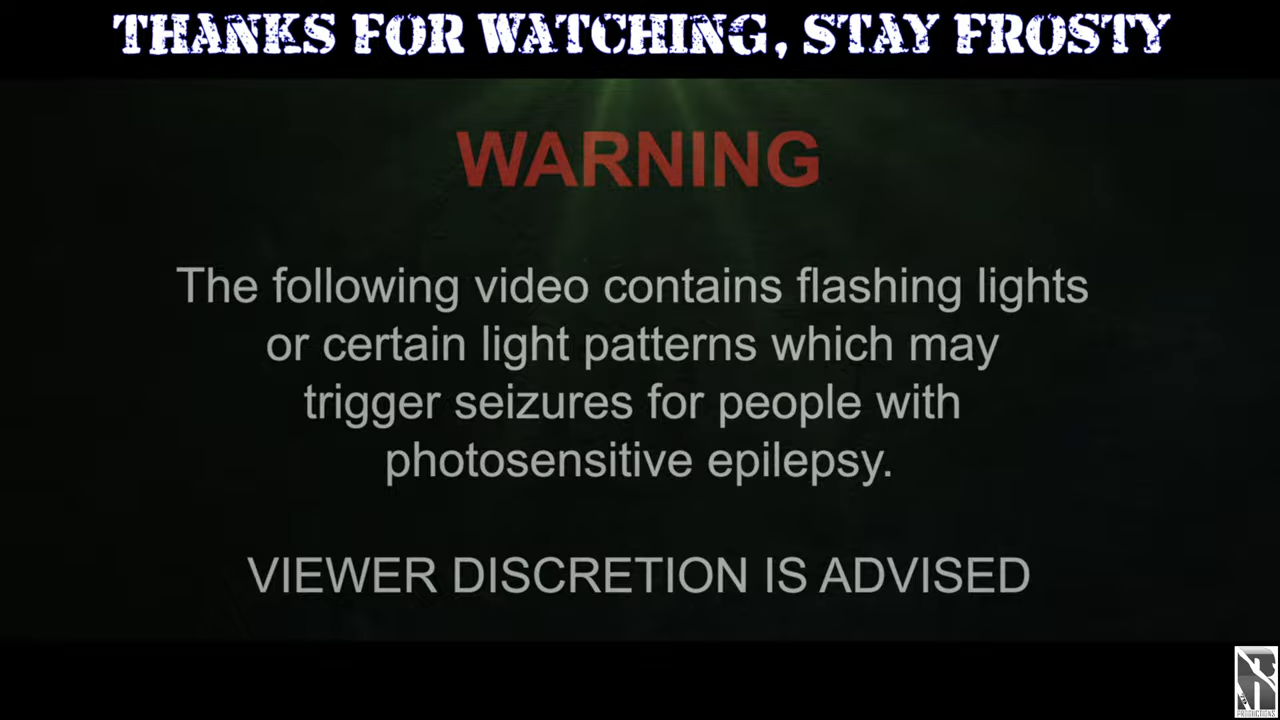 THANKS FOR WATCHING, STAY FROSTY
WARNING
The following video contains flashing lights
or certain light patterns which may
trigger seizures for people with
photosensitive epilepsy.
VIEWER DISCRETION IS ADVISED
PRODUCTIONS